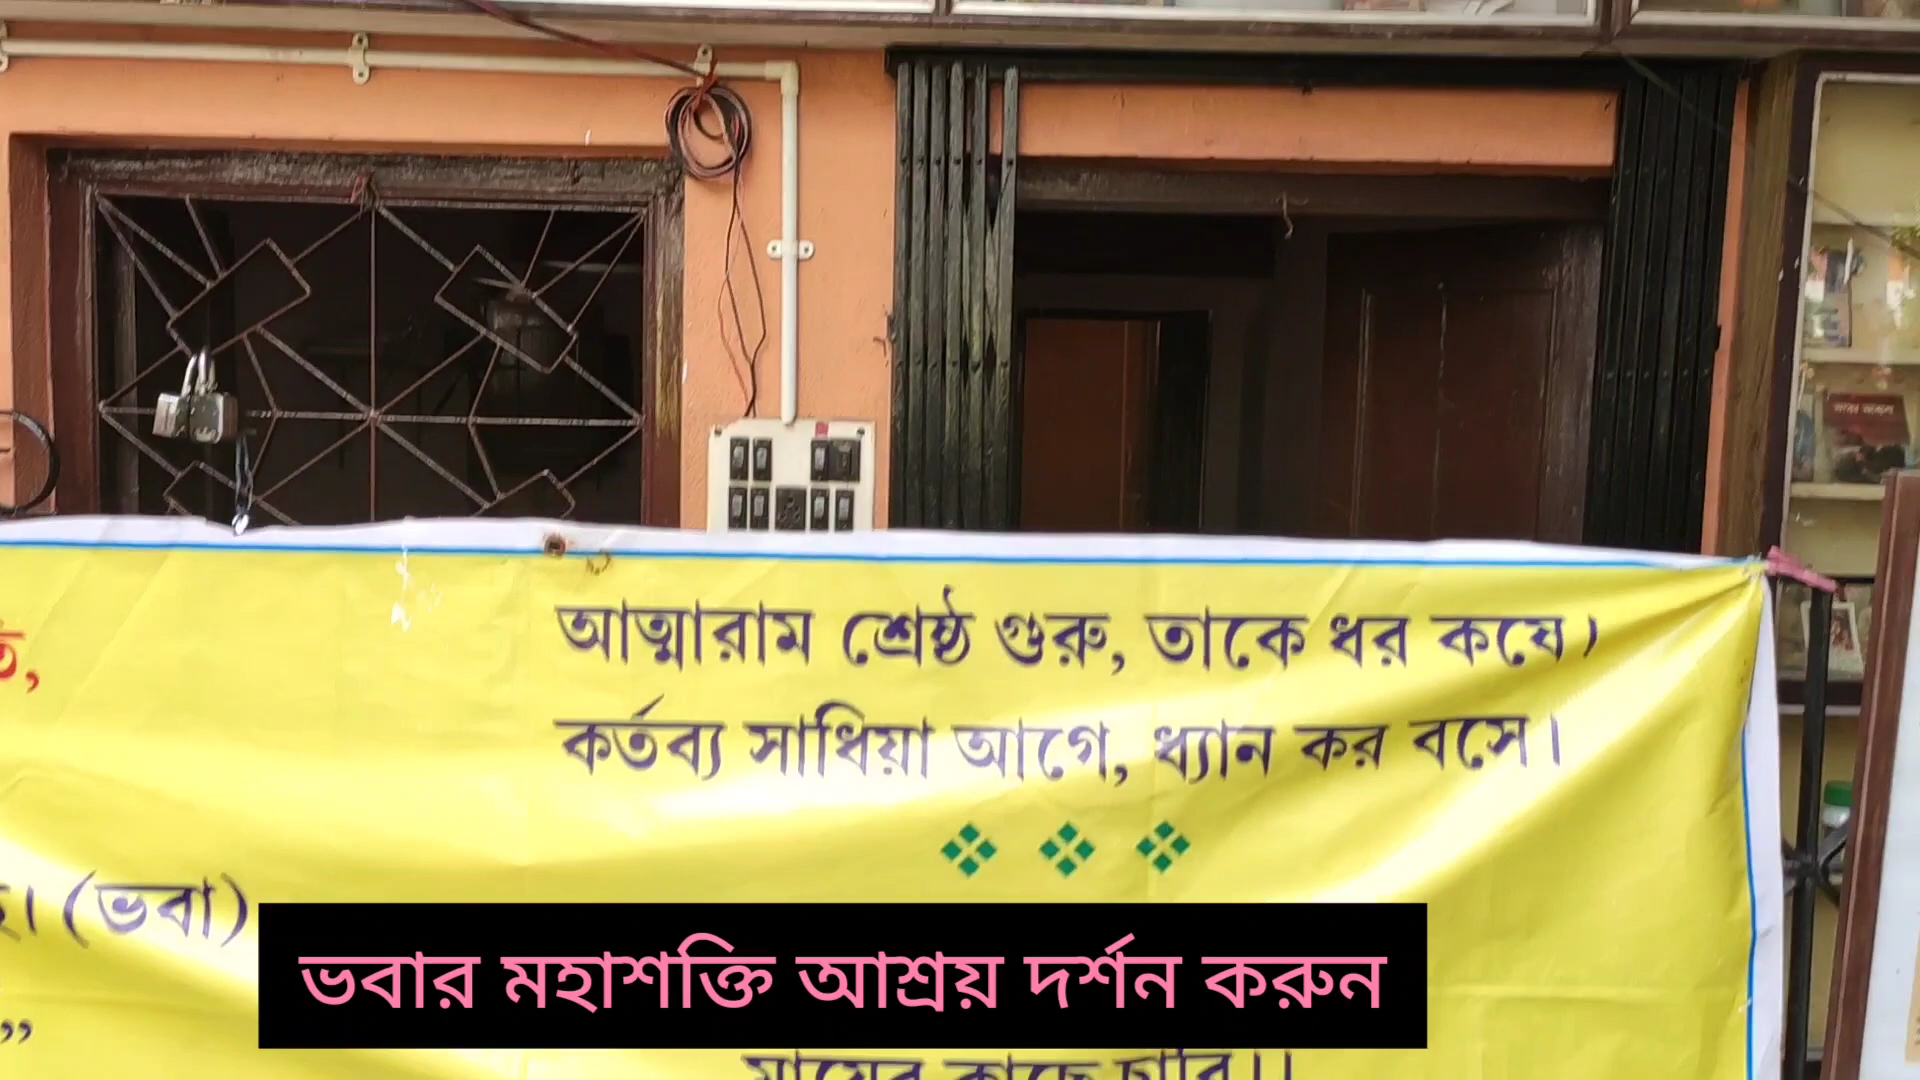 আত্মারাম শ্রেষ্ঠ গুরু, তাকে ধর কষে।
কর্তব্য সাধিয়া আগে, ধ্যান কর বসে।
(ভবা)
ভবার মহাশক্তি আশ্রয় দর্শন করুন